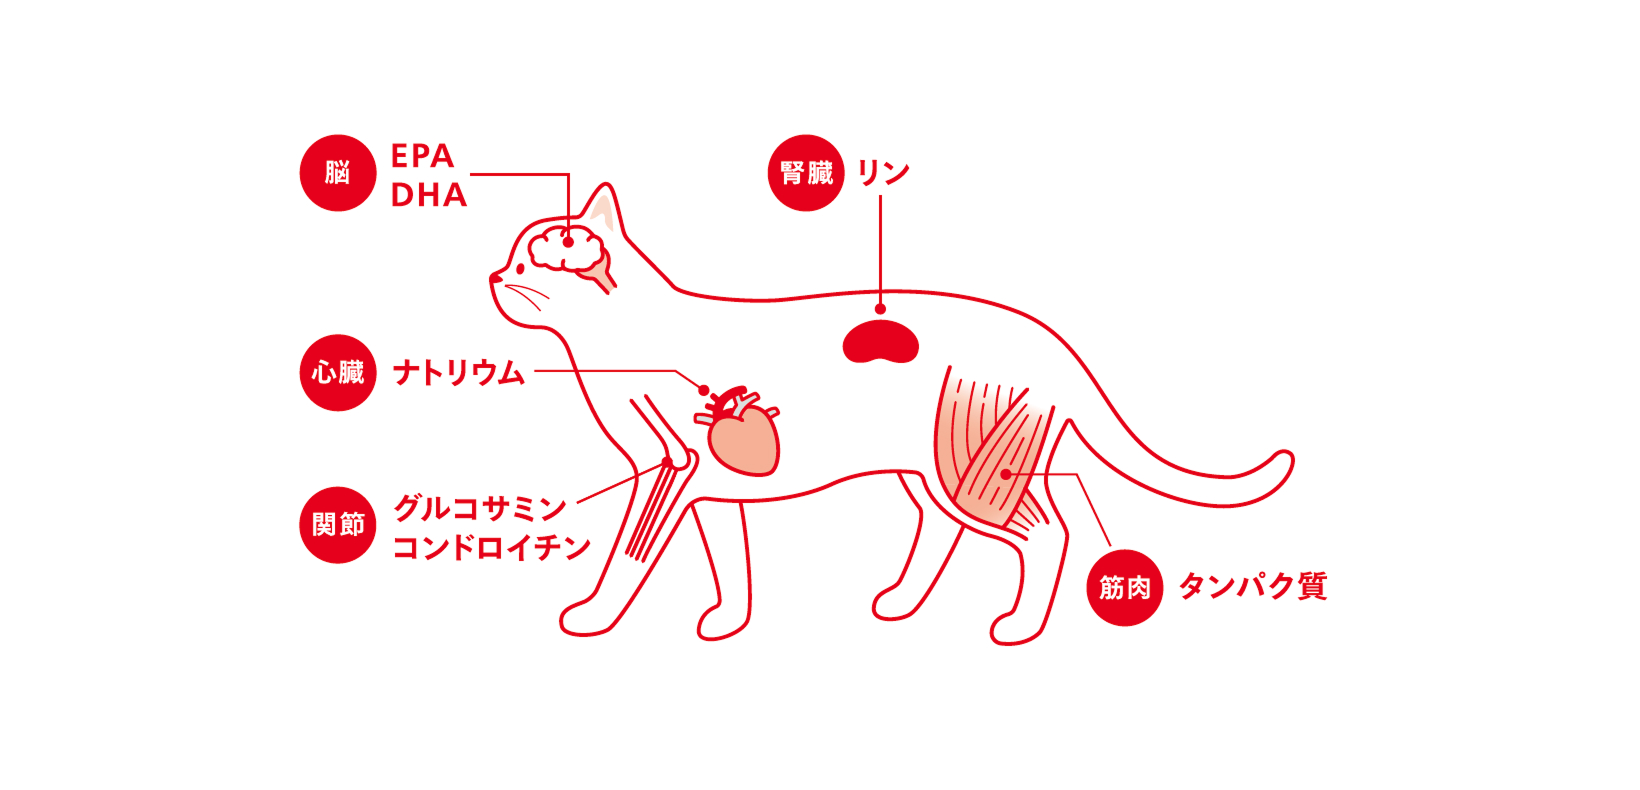 脳
EPA
DHA
腎臓 リン
心臓 ナトリウム
関節
グルコサミン
コンドロイチン
筋肉 タンパク質